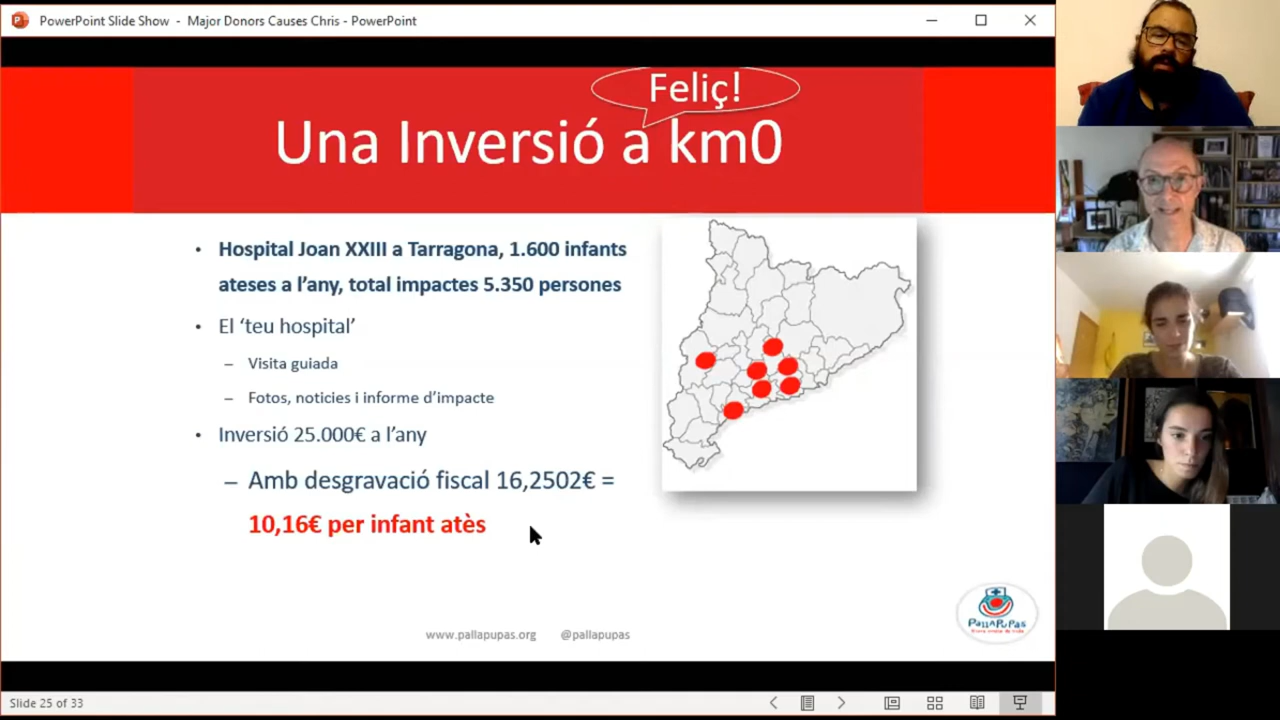 PowerPoint Slide Show - Major Donors Causes Chris - PowerPoint
Feliç!
Una Inversió a km0
• Hospital Joan XXIII a Tarragona, 1.600 infants
ateses a l’any, total impactes 5.350 persones
• El ‘teu hospital’
– Visita guiada
– Fotos, noticies i informe d’impacte
• Inversió 25.000€ a l’any
– Amb desgravació fiscal 16,2502€ =
10,16€ per infant atès
PallaPupas
www.pallapupas.org @pallapupas
Slide 25 of 33